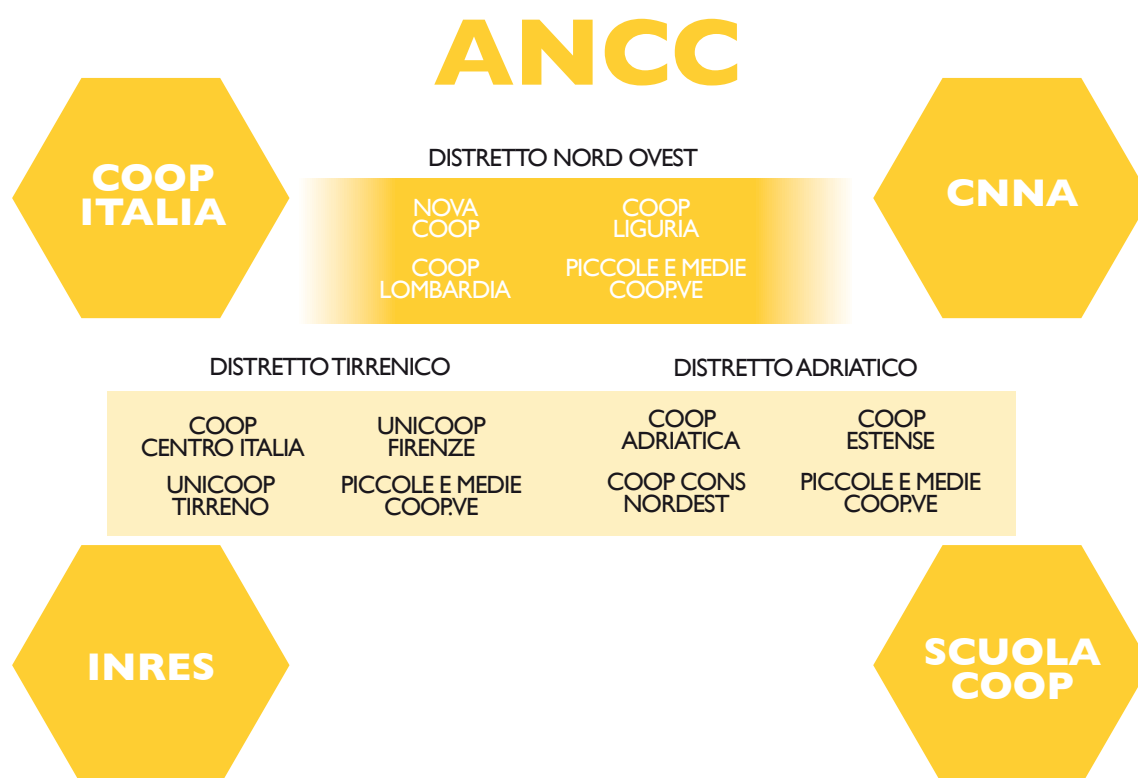 ANCC
COOP
ITALIA
CNNA
DISTRETTO NORD OVEST
NOVA
COOP
COOP
LIGURIA
COOP
LOMBARDIA
PICCOLE E MEDIE
COOP.VE
DISTRETTO TIRRENICO
COOP
CENTRO ITALIA
UNICOOP
FIRENZE
UNICOOP
TIRRENO
PICCOLE E MEDIE
COOP.VE
DISTRETTO ADRIATICO
COOP
ADRIATICA
COOP
ESTENSE
COOP CONS
NORDEST
PICCOLE E MEDIE
COOP.VE
INRES
SCUOLA
COOP